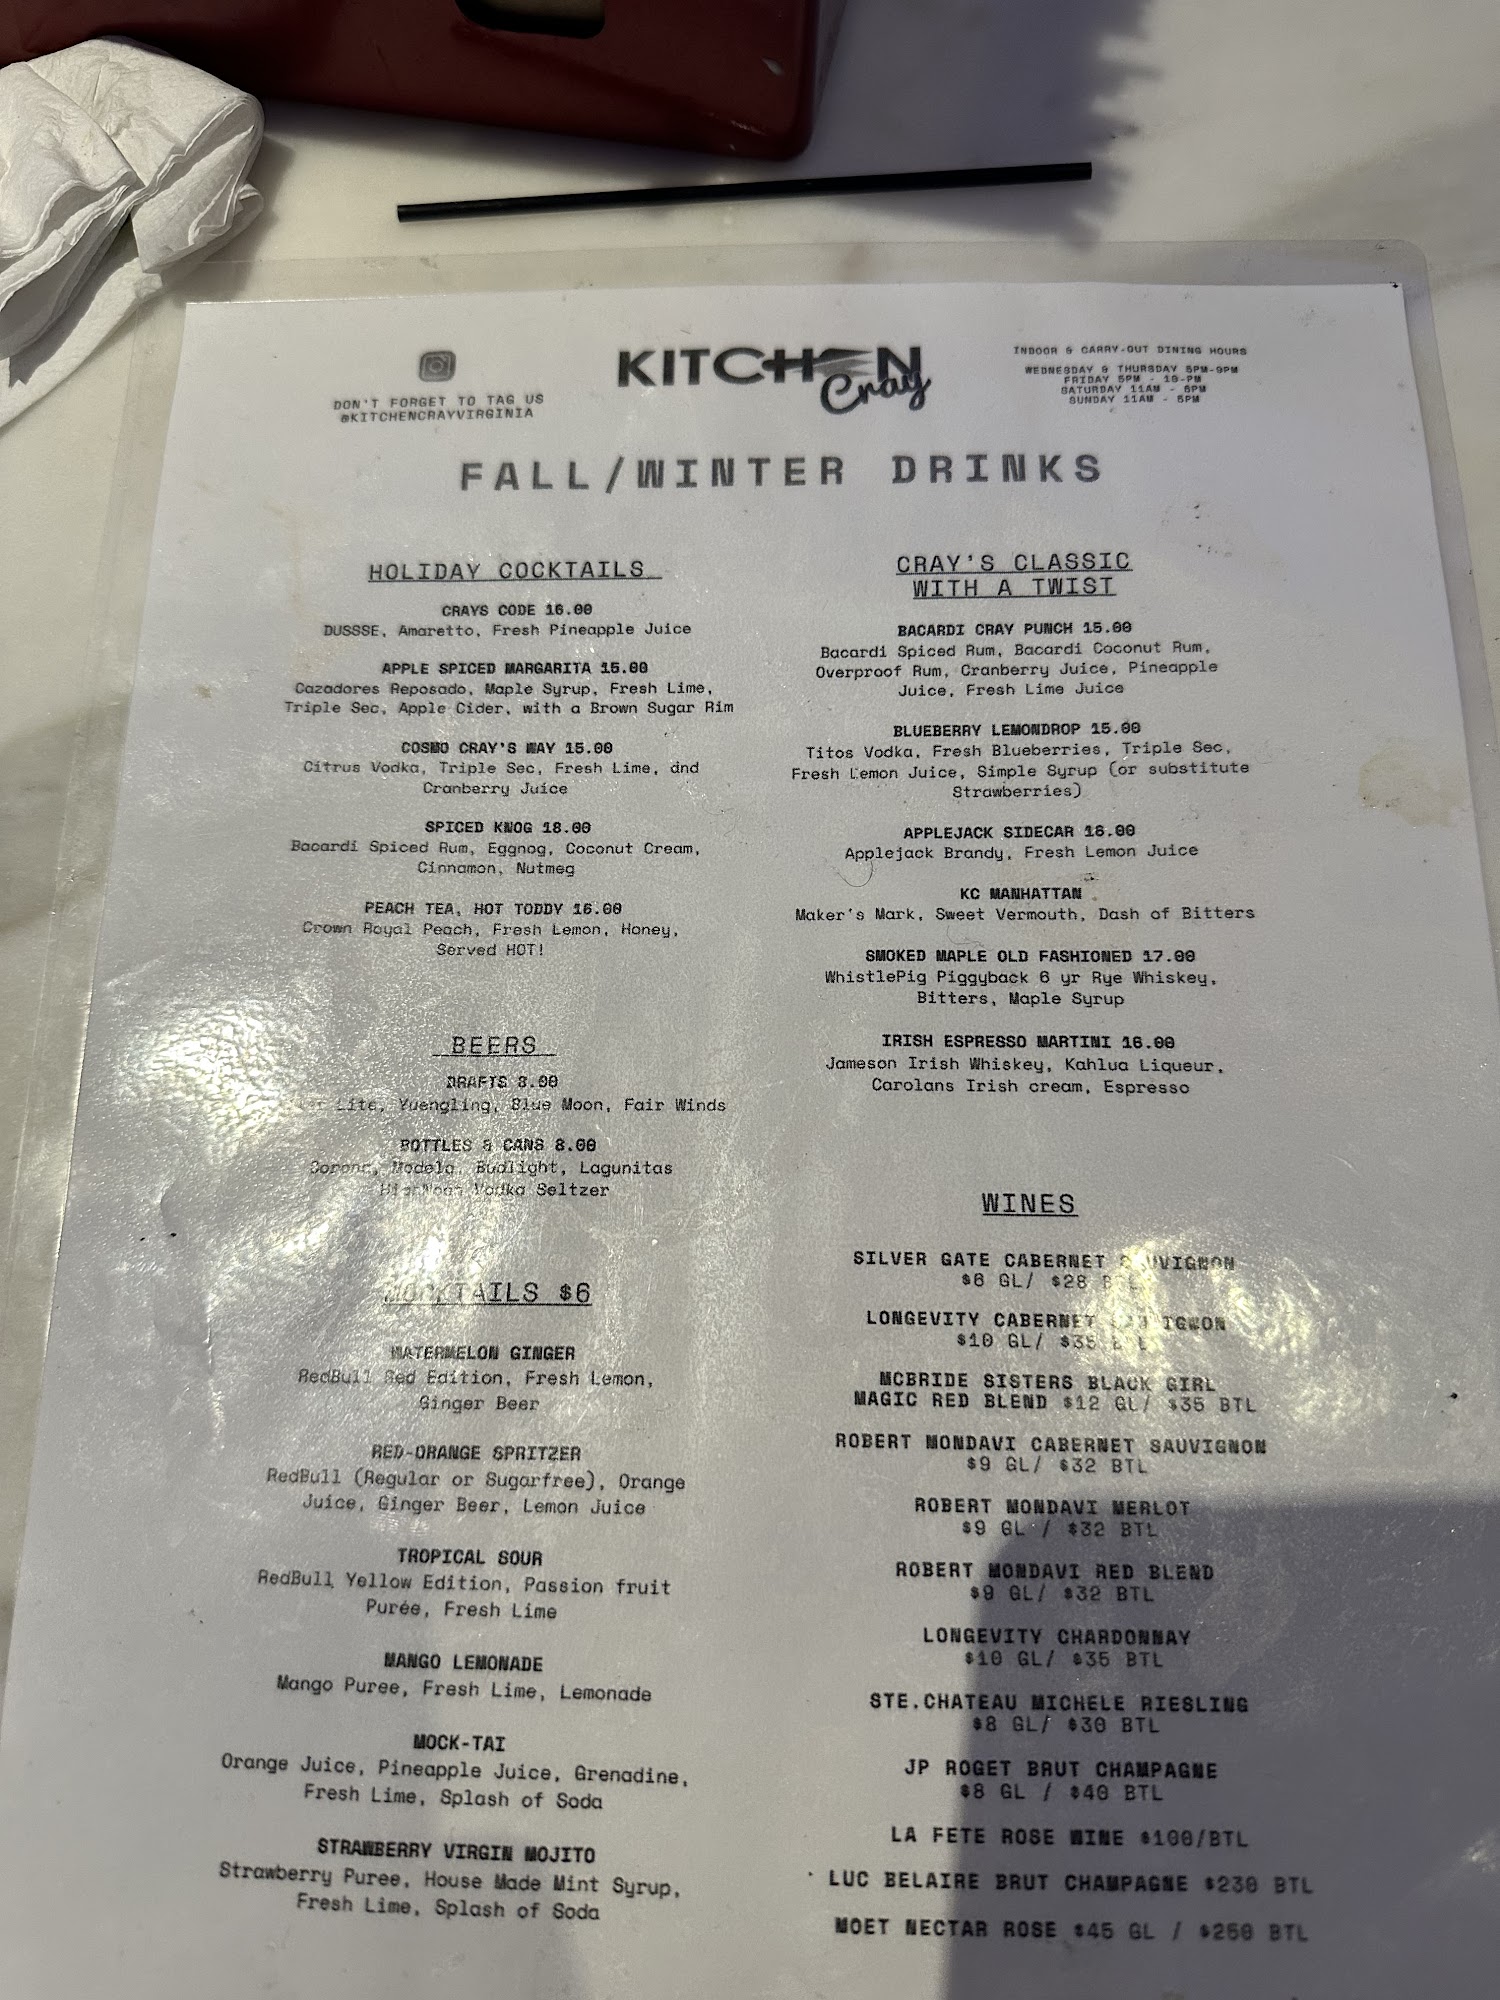 DON'T FORGET TO TAG US
@KITCHENCRAYVIRGINIA
KITCHEN
Cray
INDOOR & CARRY-OUT DINING HOURS
WEDNESDAY & THURSDAY 5PM-9PM
FRIDAY 5PM - 10-PM
SATURDAY 11AM - 6PM
SUNDAY 11AM - 5PM
FALL/WINTER DRINKS
HOLIDAY COCKTAILS
CRAYS CODE 16.00
DUSSSE, Amaretto, Fresh Pineapple Juice
APPLE SPICED MARGARITA 15.00
Cazadores Reposado, Maple Syrup, Fresh Lime,
Triple Sec, Apple Cider, with a Brown Sugar Rim
COSMO CRAY'S WAY 15.00
Citrus Vodka, Triple Sec, Fresh Lime, dnd
Cranberry Juice
SPICED KNOG 18.00
Bacardi Spiced Rum, Eggnog, Coconut Cream,
Cinnamon, Nutmeg
PEACH TEA, HOT TODDY 16.00
Crown Royal Peach, Fresh Lemon, Honey,
Served HOT!
BEERS
DRAFTS 8.00
Lite, Yuengling, Blue Moon, Fair Winds
BOTTLES & CANS 8.00
Corona, Modelo, Budlight, Lagunitas
Vodka Seltzer
MOCKTAILS $6
WATERMELON GINGER
RedBull Red Edition, Fresh Lemon,
Ginger Beer
RED-ORANGE SPRITZER
RedBull (Regular or Sugarfree), Orange
Juice, Ginger Beer, Lemon Juice
TROPICAL SOUR
RedBull Yellow Edition, Passion fruit
Purée, Fresh Lime
MANGO LEMONADE
Mango Puree, Fresh Lime, Lemonade
MOCK-TAI
Orange Juice, Pineapple Juice, Grenadine,
Fresh Lime, Splash of Soda
STRAWBERRY VIRGIN MOJITO
Strawberry Puree, House Made Mint Syrup,
Fresh Lime, Splash of Soda
CRAY'S CLASSIC
WITH A TWIST
BACARDI CRAY PUNCH 15.00
Bacardi Spiced Rum, Bacardi Coconut Rum,
Overproof Rum, Cranberry Juice, Pineapple
Juice, Fresh Lime Juice
BLUEBERRY LEMONDROP 15.00
Titos Vodka, Fresh Blueberries, Triple Sec,
Fresh Lemon Juice, Simple Syrup (or substitute
Strawberries)
APPLEJACK SIDECAR 16.00
Applejack Brandy, Fresh Lemon Juice
KC MANHATTAN
Maker's Mark, Sweet Vermouth, Dash of Bitters
SMOKED MAPLE OLD FASHIONED 17.00
WhistlePig Piggyback 6 yr Rye Whiskey,
Bitters, Maple Syrup
IRISH ESPRESSO MARTINI 16.00
Jameson Irish Whiskey, Kahlua Liqueur,
Carolans Irish cream, Espresso
WINES
SILVER GATE CABERNET SAUVIGNON
$6 GL/ $28 BTL
LONGEVITY CABERNET SAUVIGNON
$10 GL/ $35 BTL
MCBRIDE SISTERS BLACK GIRL
MAGIC RED BLEND $12 GL/ $35 BTL
ROBERT MONDAVI CABERNET SAUVIGNON
$9 GL/ $32 BTL
ROBERT MONDAVI MERLOT
$9 GL / $32 BTL
ROBERT MONDAVI RED BLEND
$9 GL/ $32 BTL
LONGEVITY CHARDONNAY
$10 GL/ $35 BTL
STE.CHATEAU MICHELE RIESLING
$8 GL/ $30 BTL
JP ROGET BRUT CHAMPAGNE
$8 GL / $40 BTL
LA FETE ROSE WINE $100/BTL
LUC BELAIRE BRUT CHAMPAGNE $230 BTL
MOET NECTAR ROSE $45 GL / $250 BTL